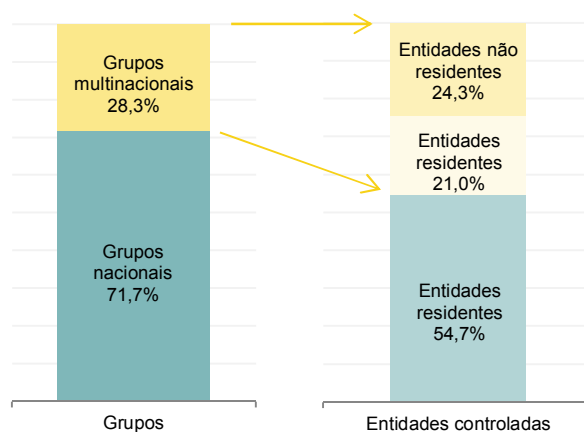 Grupos
multinacionais
28,3%
Grupos
nacionais
71,7%
Grupos
Entidades não
residentes
24,3%
Entidades
residentes
21,0%
Entidades
residentes
54,7%
Entidades controladas